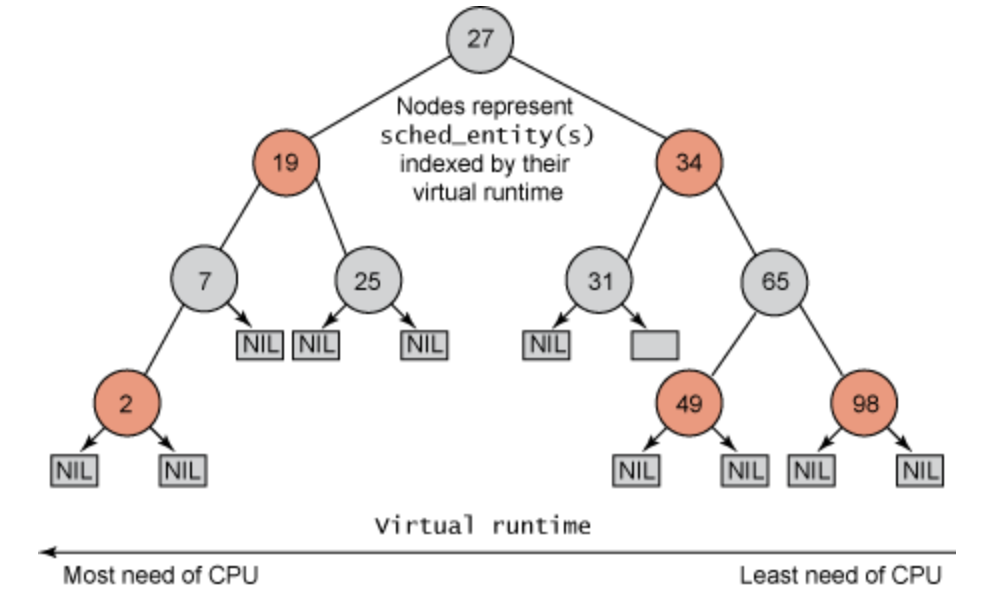 27
Nodes represent
sched_entity(s)
indexed by their
virtual runtime
19
34
7
25
31
65
NIL
NIL
NIL
NIL
2
49
98
NIL
NIL
NIL
NIL
NIL
NIL
Virtual runtime
Most need of CPU
Least need of CPU